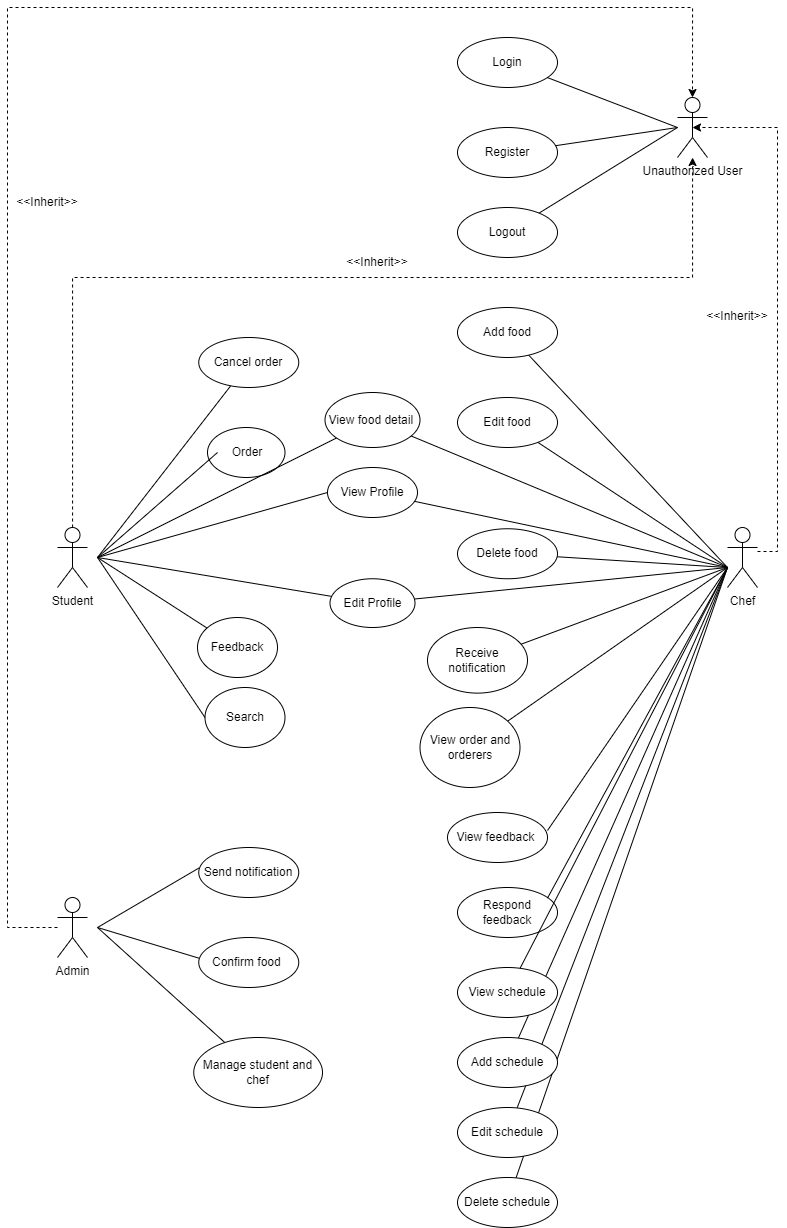 Login
Register
Unauthorized User
<<Inherit>>
Logout
<<Inherit>>
<<Inherit>>
Add food
Cancel order
View food detail
Edit food
Order
View Profile
Delete food
Student
Edit Profile
Chef
Feedback
Receive
notification
Search
View order and
orderers
View feedback
Send notification
Respond
feedback
Confirm food
Admin
View schedule
Manage student and
chef
Add schedule
Edit schedule
Delete schedule